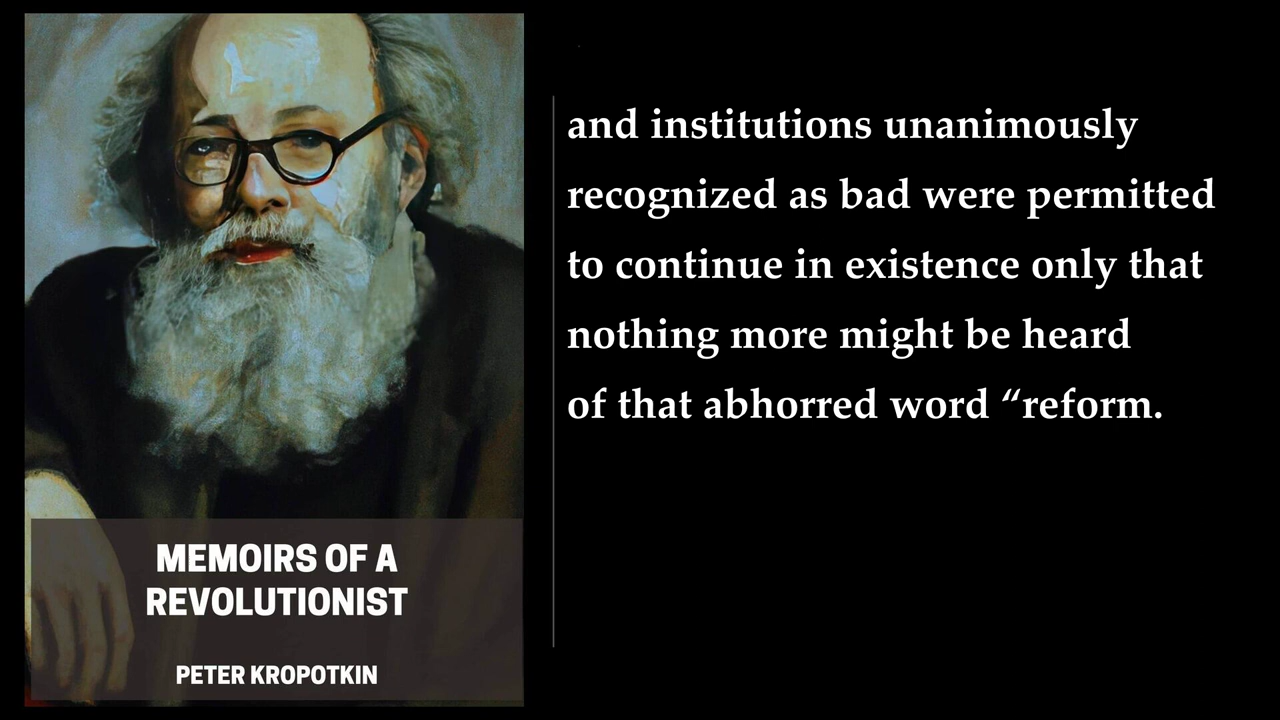 and institutions unanimously
recognized as bad were permitted
to continue in existence only that
nothing more might be heard
of that abhorred word “reform.
MEMOIRS OF A
REVOLUTIONIST
PETER KROPOTKIN